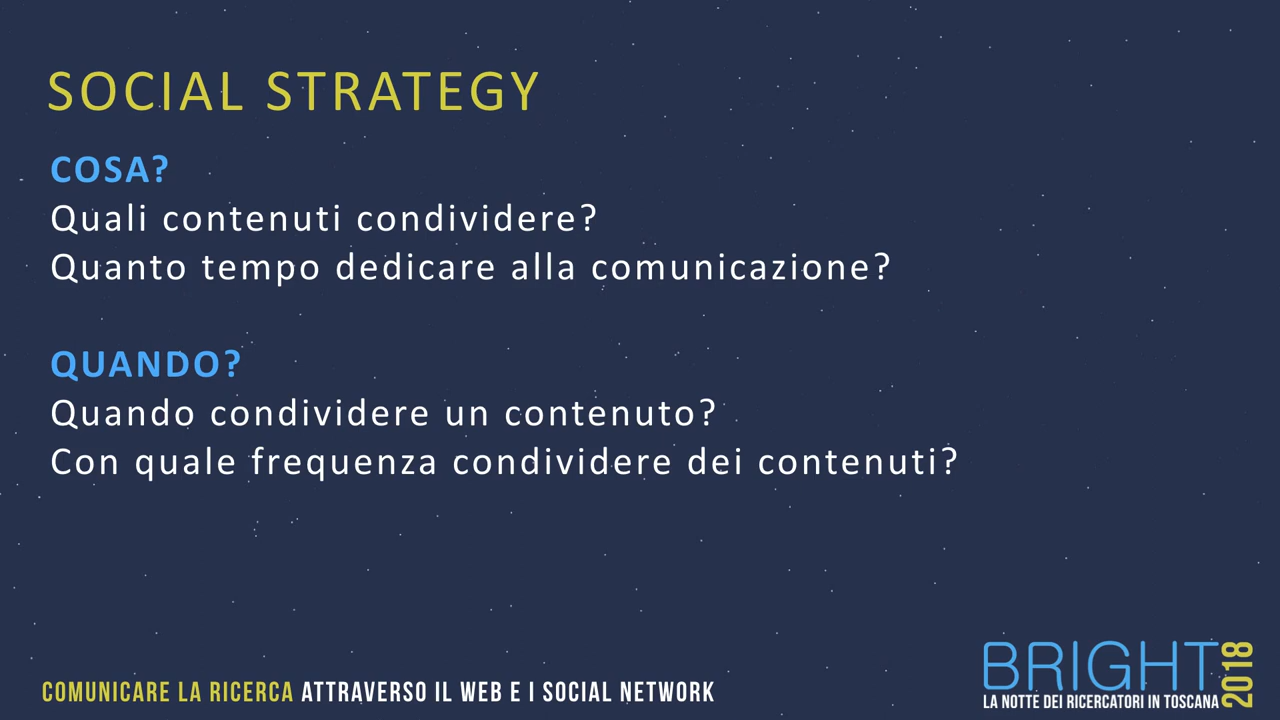 SOCIAL STRATEGY
COSA?
Quali contenuti condividere?
Quanto tempo dedicare alla comunicazione?
QUANDO?
Quando condividere un contenuto?
Con quale frequenza condividere dei contenuti?
COMUNICARE LA RICERCA ATTRAVERSO IL WEB E I SOCIAL NETWORK
BRIGHT
2018
LA NOTTE DEI RICERCATORI IN TOSCANA